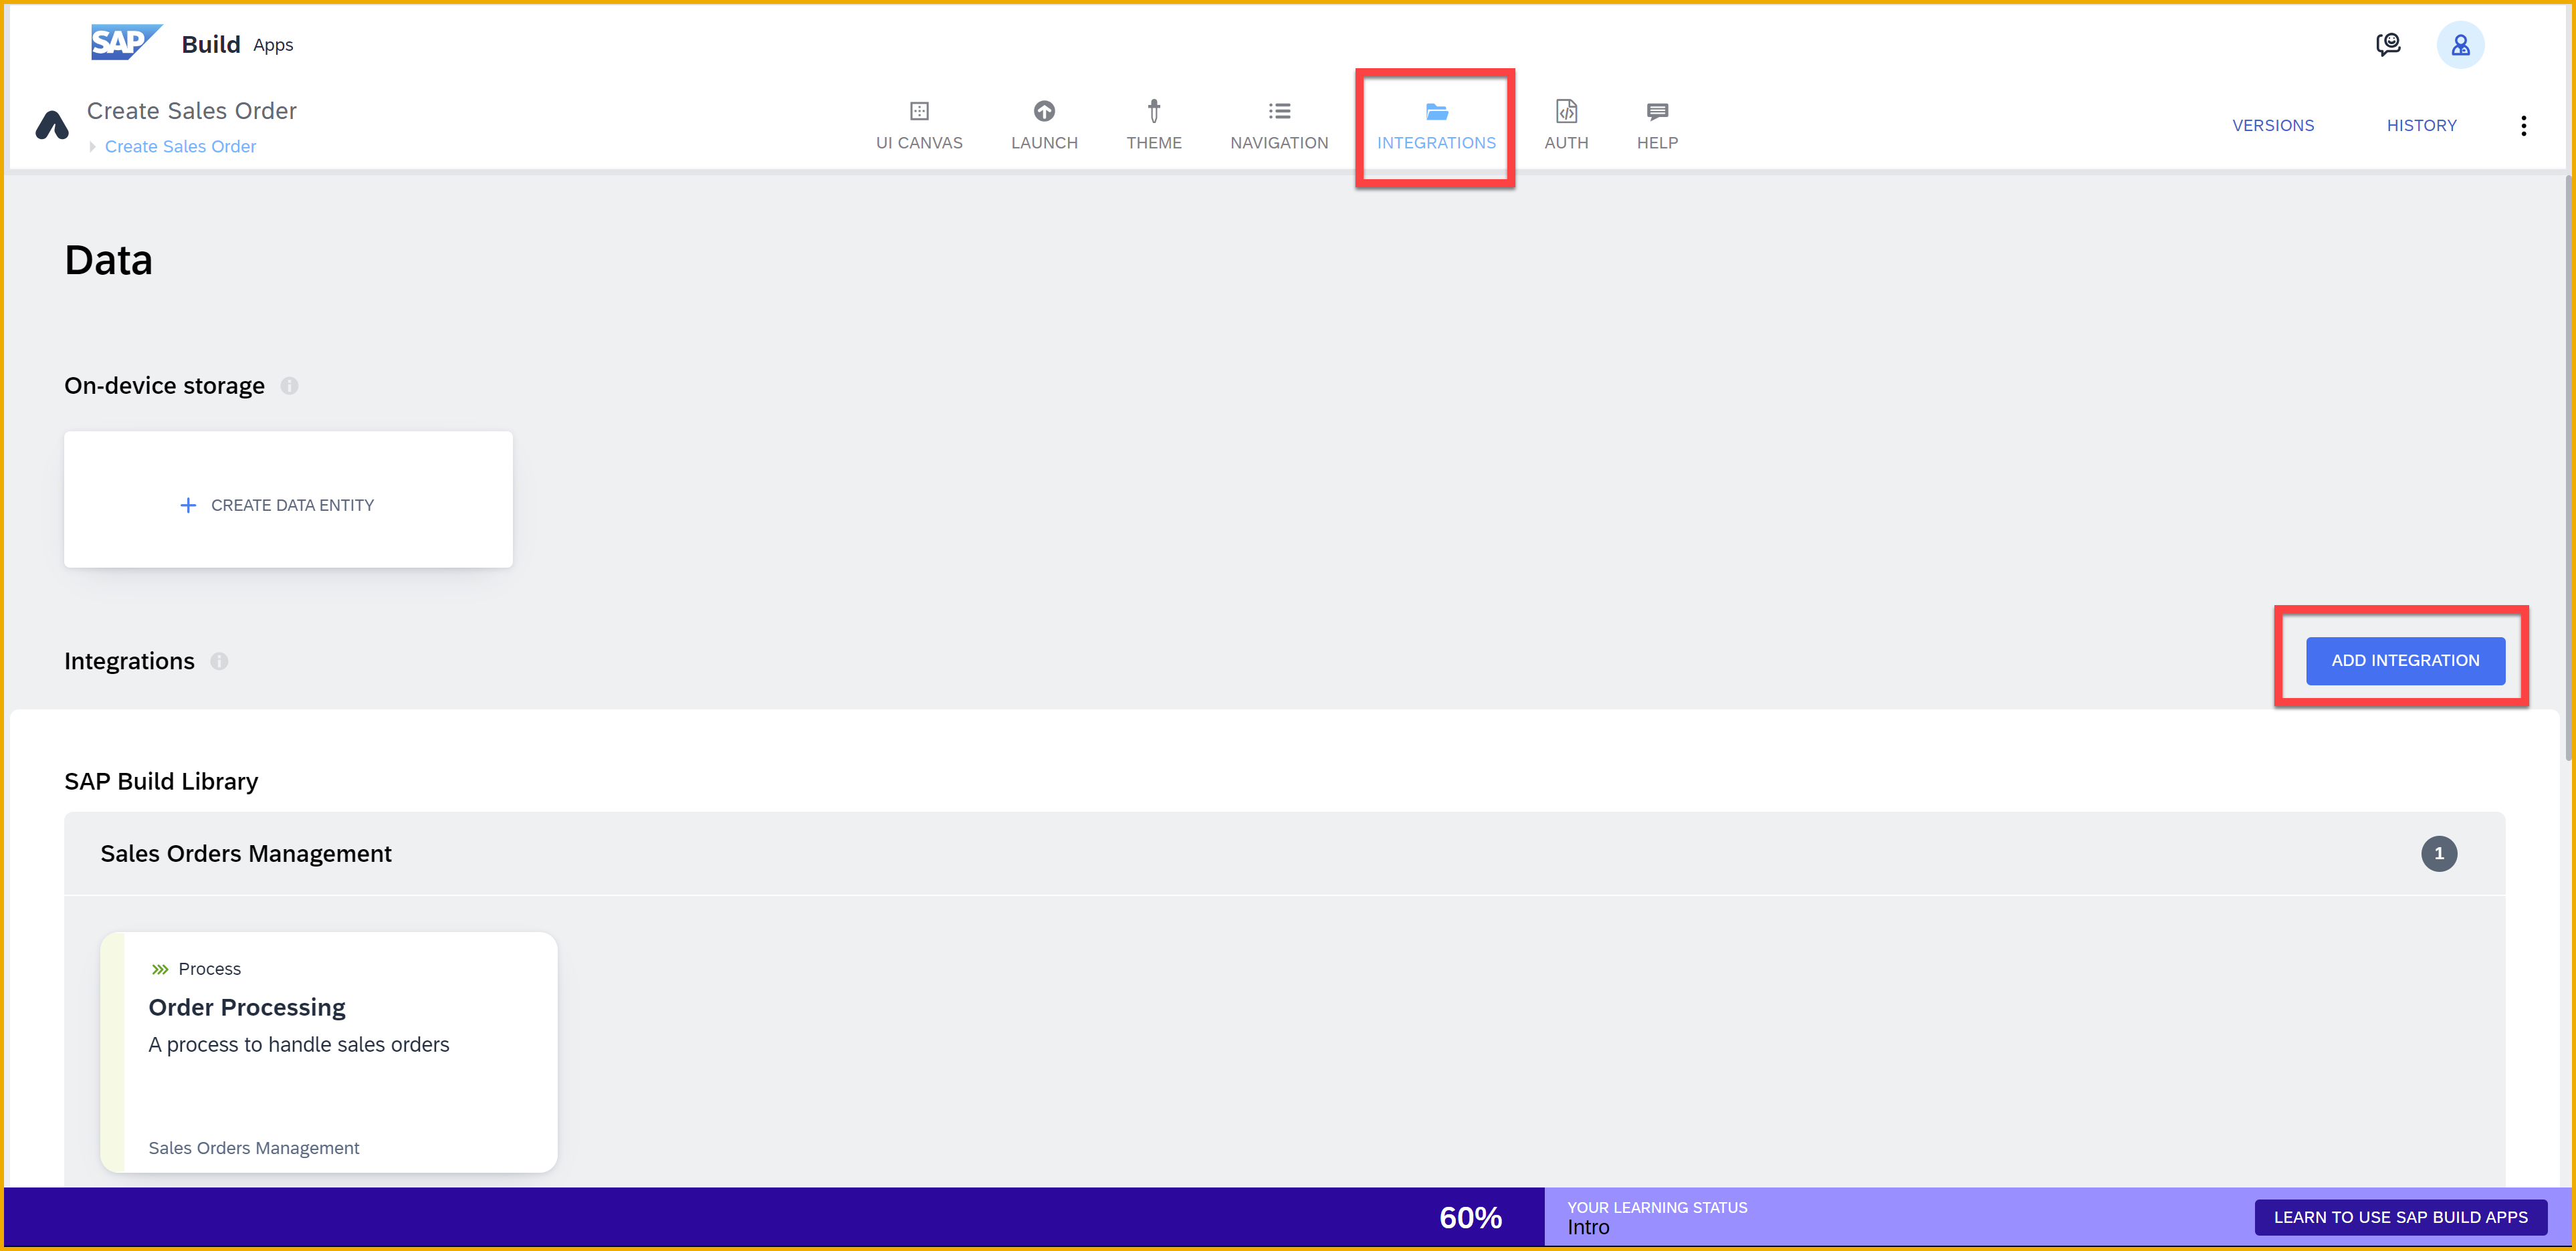 SAP Build Apps
Create Sales Order
Create Sales Order
UI CANVAS
LAUNCH
THEME
NAVIGATION
INTEGRATIONS
AUTH
HELP
VERSIONS
HISTORY
Data
On-device storage
CREATE DATA ENTITY
Integrations
ADD INTEGRATION
SAP Build Library
Sales Orders Management
1
Process
Order Processing
A process to handle sales orders
Sales Orders Management
60%
YOUR LEARNING STATUS
Intro
LEARN TO USE SAP BUILD APPS